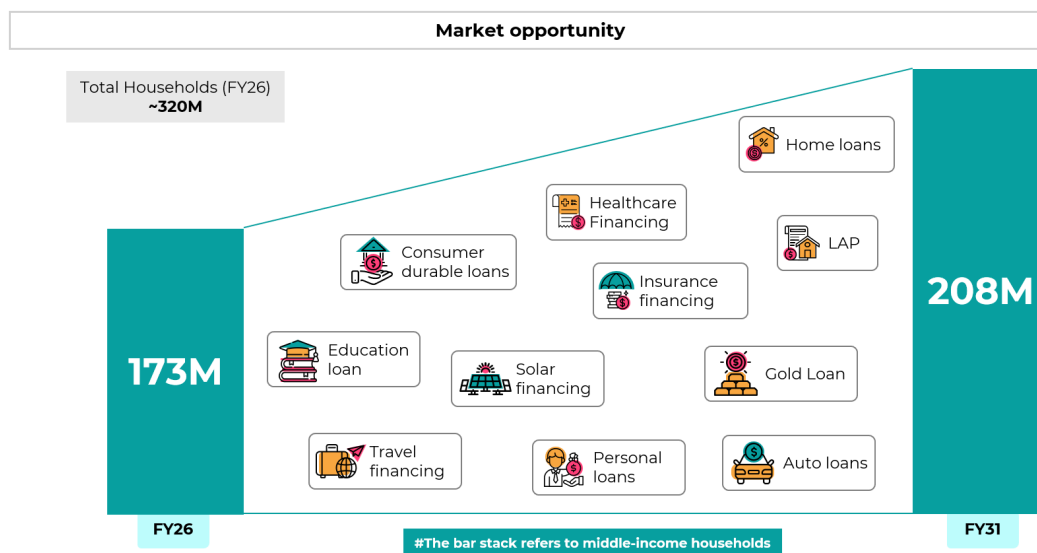 Market opportunity
Total Households (FY26)
~320M
Home loans
Healthcare
Financing
LAP
Consumer
durable loans
Insurance
financing
208M
173M
Education
loan
Solar
financing
Gold Loan
Travel
financing
Personal
loans
Auto loans
FY26
FY31
#The bar stack refers to middle-income households